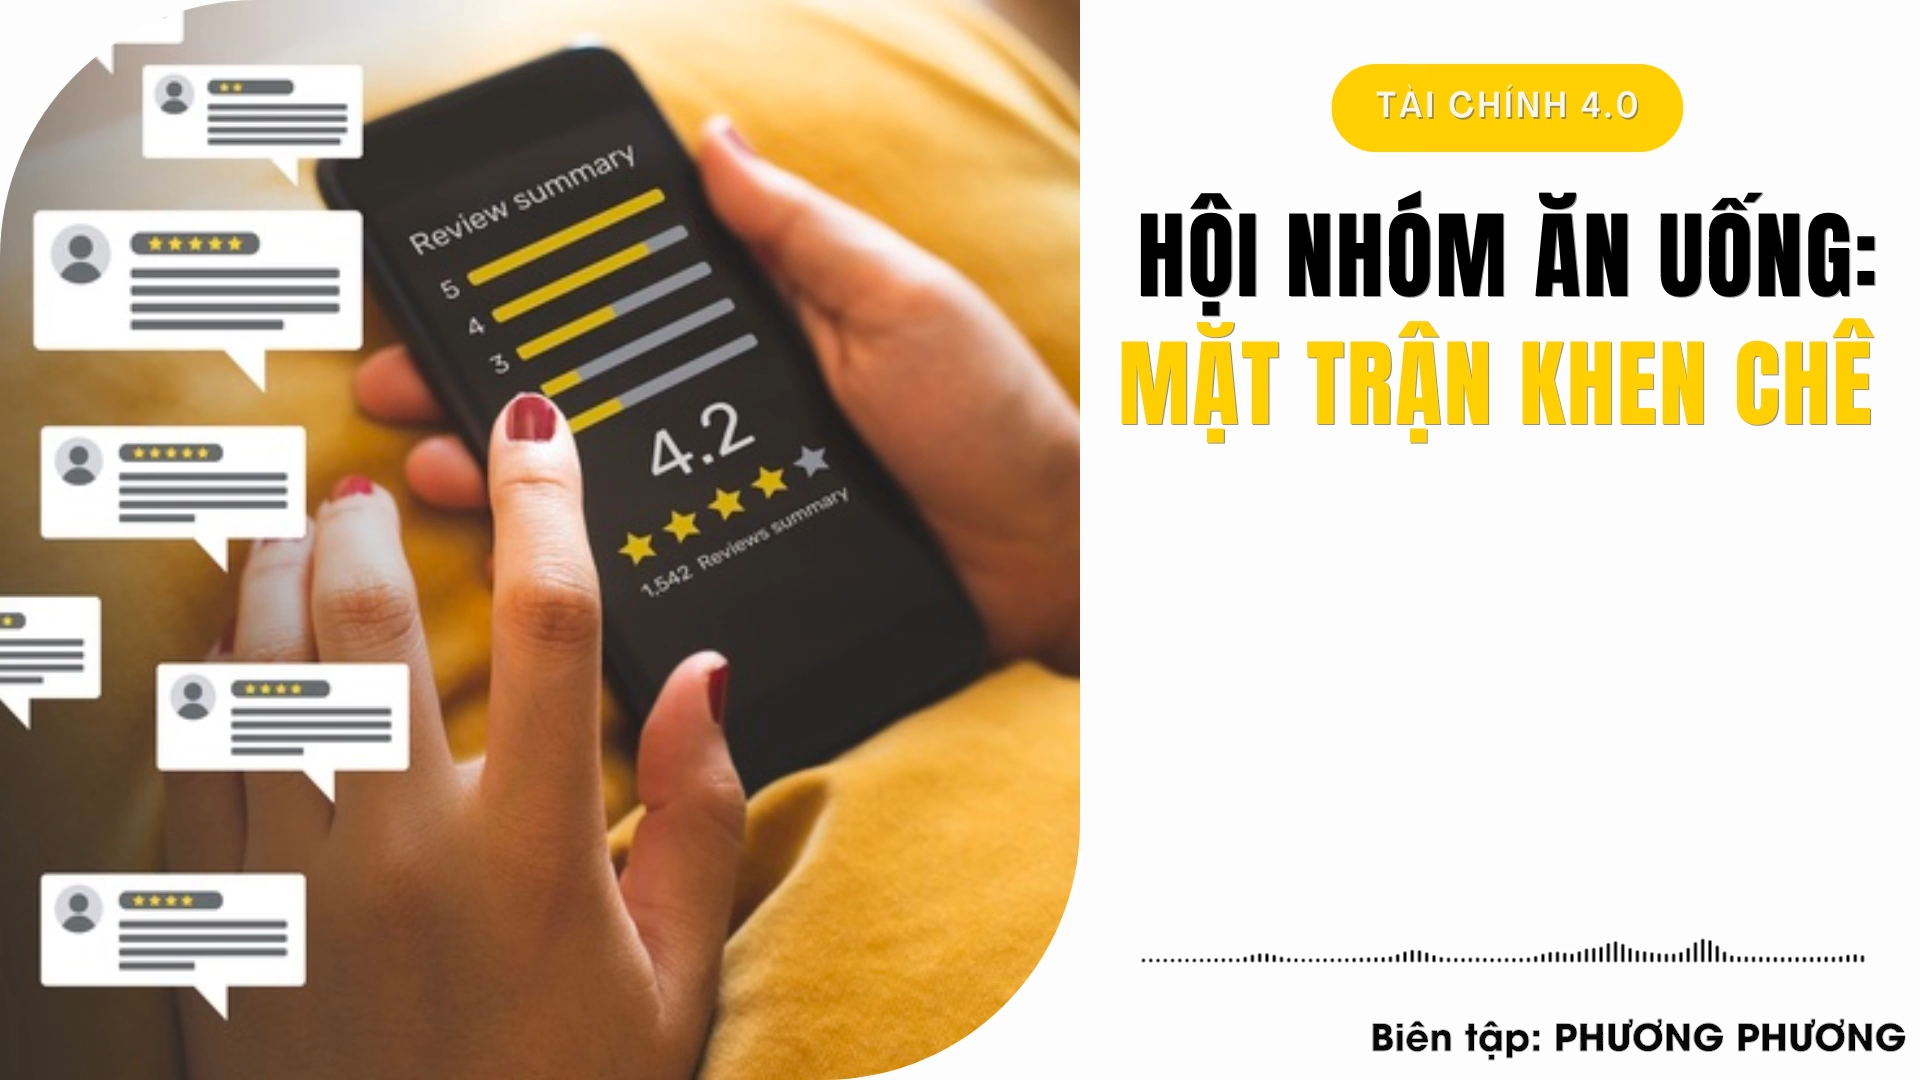 Review summary
5
4
3
4.2
1,542 Reviews summary
TÀI CHÍNH 4.0
HỘI NHÓM ĂN UỐNG:
MẶT TRẬN KHEN CHÊ
Biên tập: PHƯƠNG PHƯƠNG